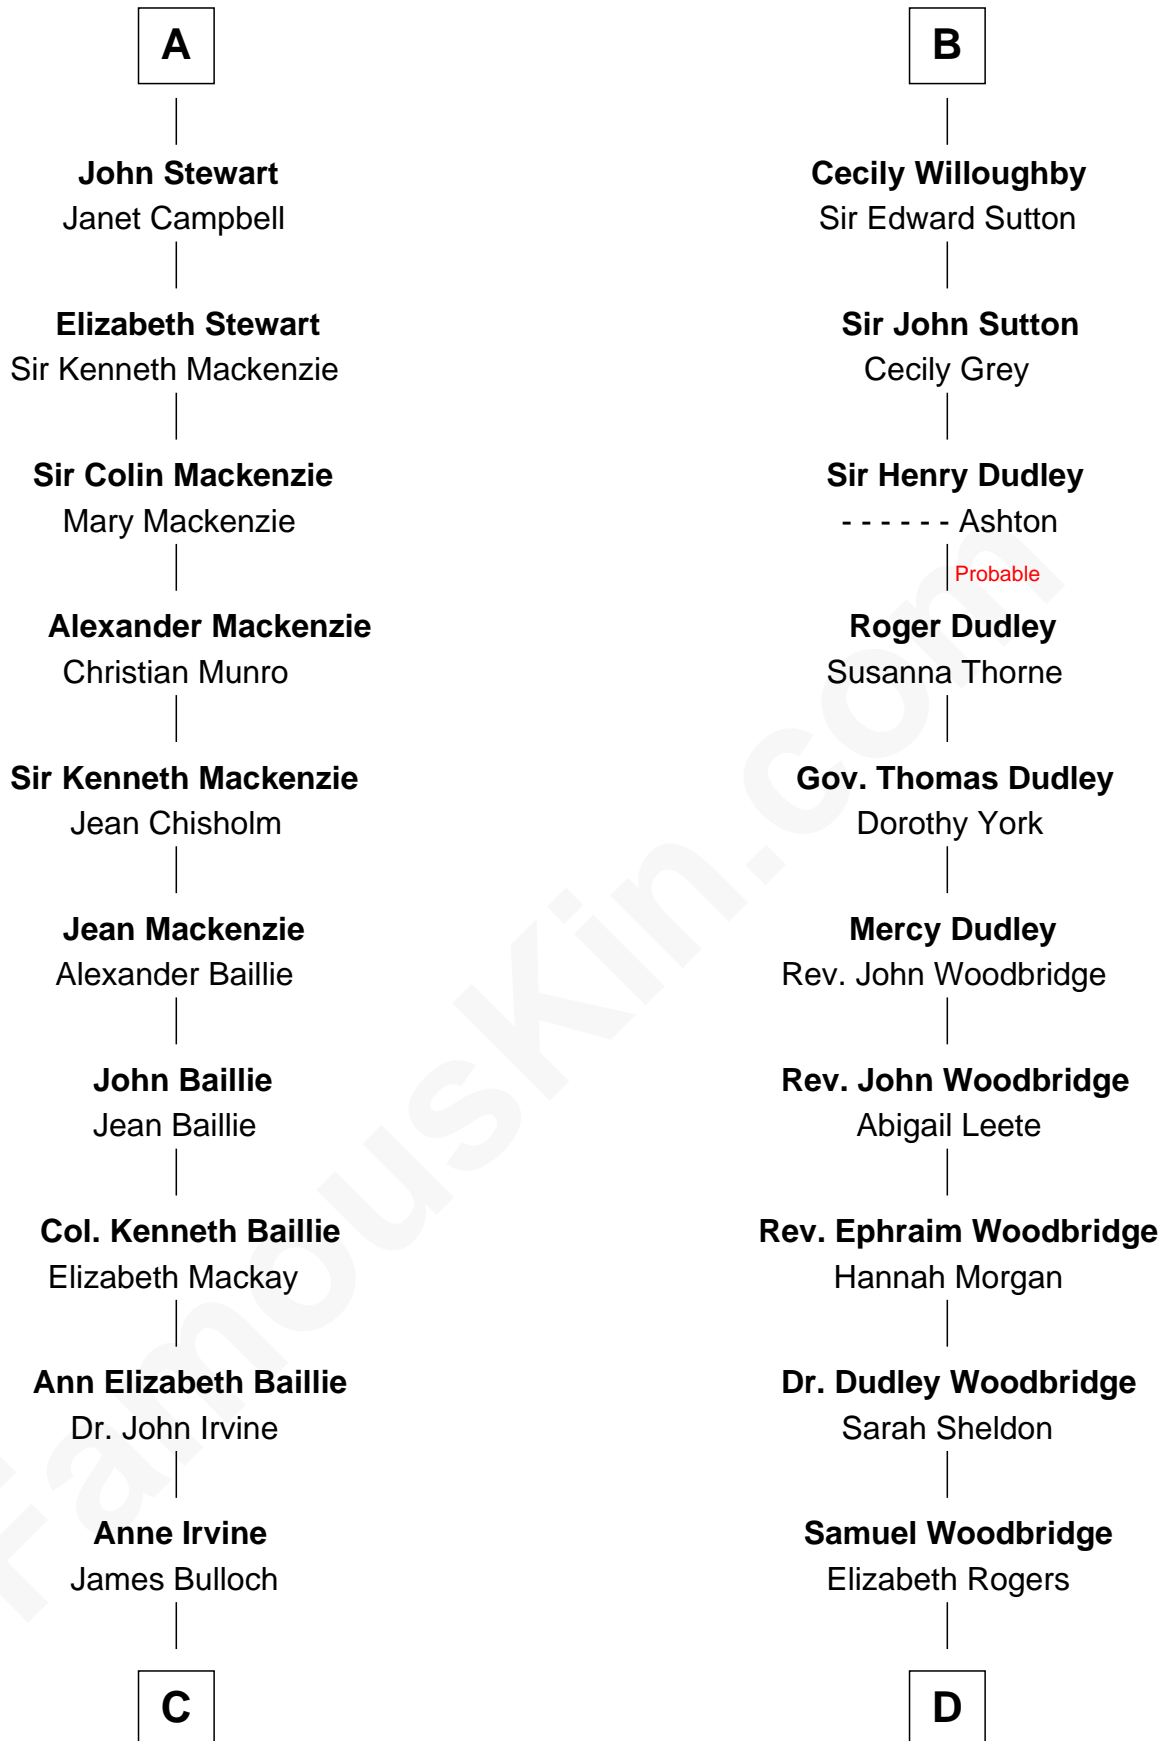 A
John Stewart
Janet Campbell
Elizabeth Stewart
Sir Kenneth Mackenzie
Sir Colin Mackenzie
Mary Mackenzie
Alexander Mackenzie
Christian Munro
Sir Kenneth Mackenzie
Jean Chisholm
Jean Mackenzie
Alexander Baillie
John Baillie
Jean Baillie
Col. Kenneth Baillie
Elizabeth Mackay
Ann Elizabeth Baillie
Dr. John Irvine
Anne Irvine
James Bulloch
C
B
Cecily Willoughby
Sir Edward Sutton
Sir John Sutton
Cecily Grey
Sir Henry Dudley
- - - - - - Ashton
Probable
Roger Dudley
Susanna Thorne
Gov. Thomas Dudley
Dorothy York
Mercy Dudley
Rev. John Woodbridge
Rev. John Woodbridge
Abigail Leete
Rev. Ephraim Woodbridge
Hannah Morgan
Dr. Dudley Woodbridge
Sarah Sheldon
Samuel Woodbridge
Elizabeth Rogers
D
FamousKin.com